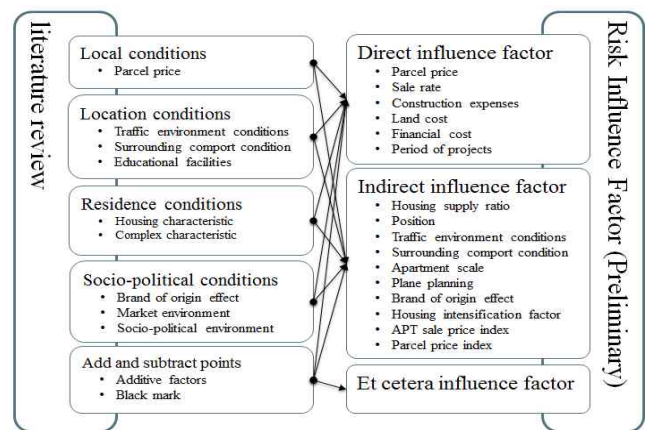 literature review
Local conditions
• Parcel price
Location conditions
• Traffic environment conditions
• Surrounding comport condition
• Educational facilities
Residence conditions
• Housing characteristic
• Complex characteristic
Socio-political conditions
• Brand of origin effect
• Market environment
• Socio-political environment
Add and subtract points
• Additive factors
• Black mark
Direct influence factor
• Parcel price
• Sale rate
• Construction expenses
• Land cost
• Financial cost
• Period of projects
Indirect influence factor
• Housing supply ratio
• Position
• Traffic environment conditions
• Surrounding comport condition
• Apartment scale
• Plane planning
• Brand of origin effect
• Housing intensification factor
• APT sale price index
• Parcel price index
Et cetera influence factor
Risk Influence Factor (Preliminary)